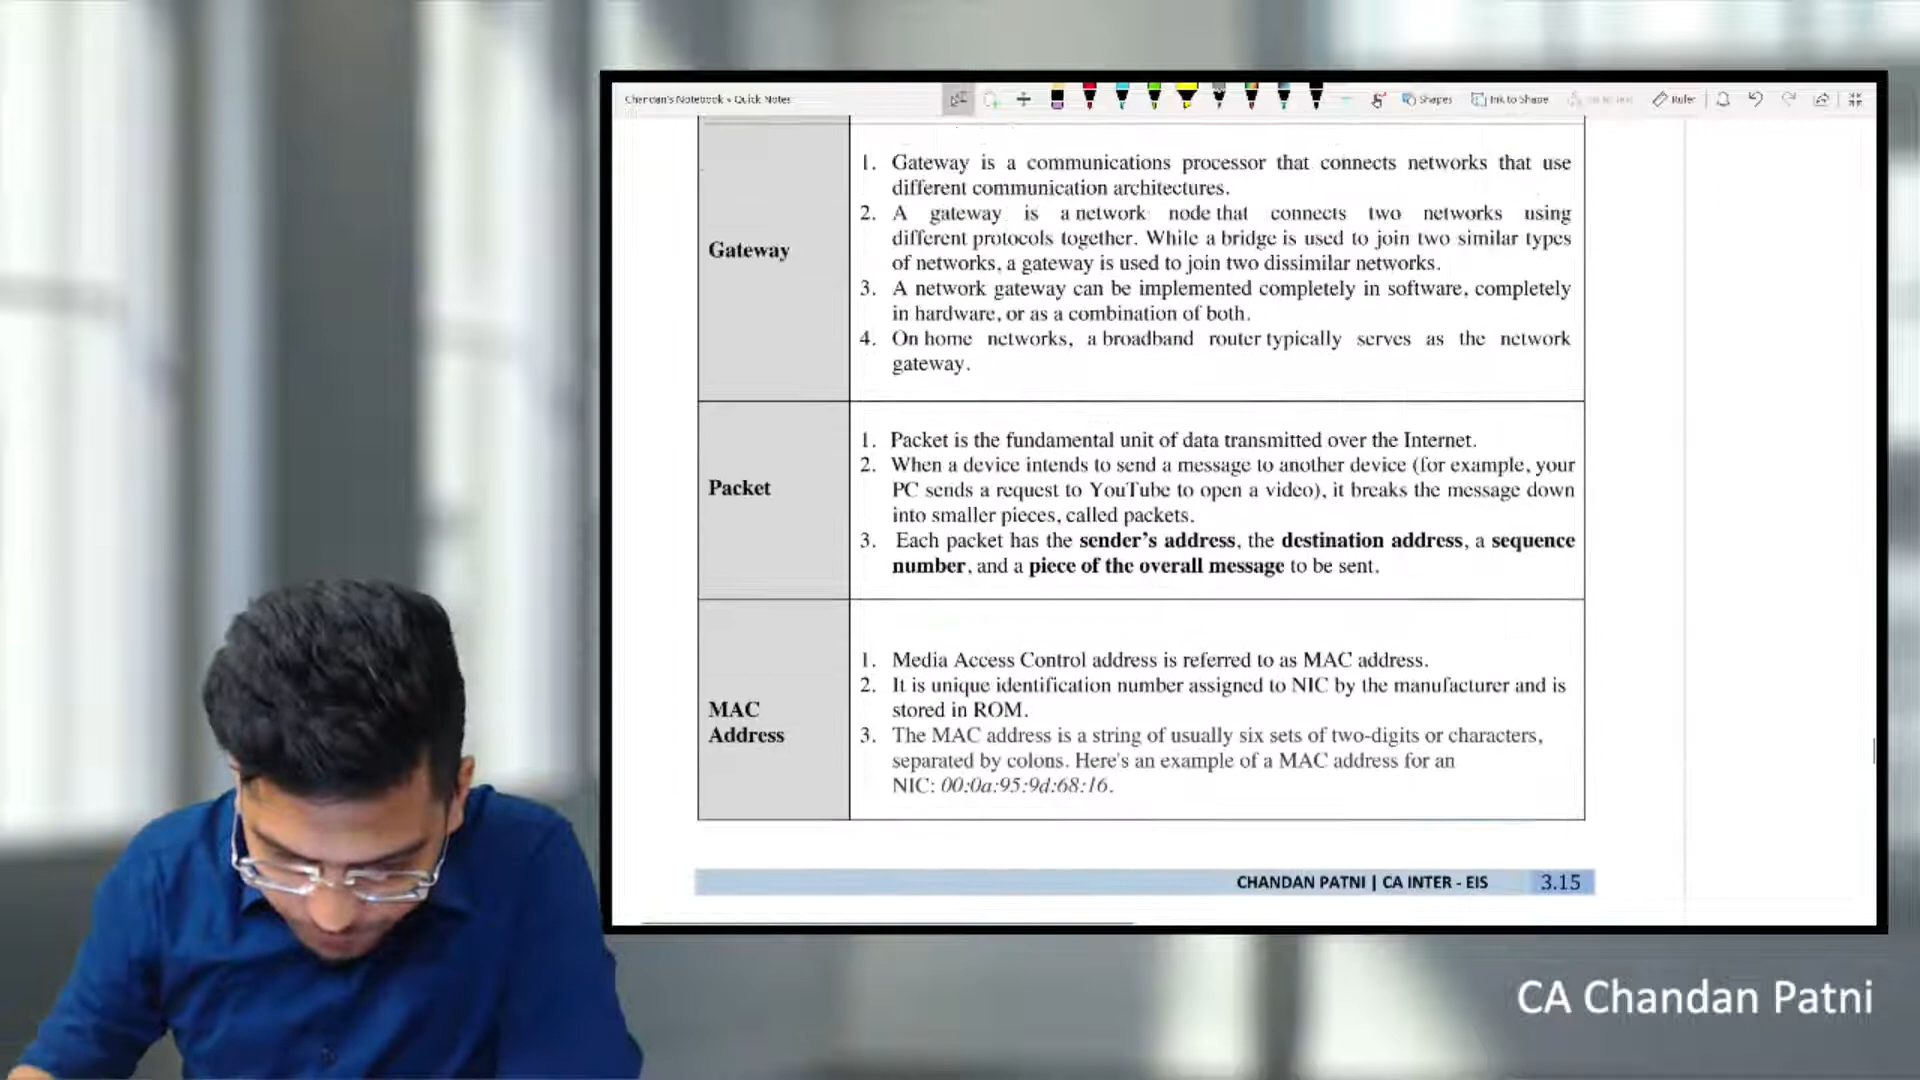 Chandan's Notebook » Quick Notes
Shapes
Ink to Shape
Ruler
Gateway
1. Gateway is a communications processor that connects networks that use
different communication architectures.
2. A gateway is a network node that connects two networks using
different protocols together. While a bridge is used to join two similar types
of networks, a gateway is used to join two dissimilar networks.
3. A network gateway can be implemented completely in software, completely
in hardware, or as a combination of both.
4. On home networks, a broadband router typically serves as the network
gateway.
Packet
1. Packet is the fundamental unit of data transmitted over the Internet.
2. When a device intends to send a message to another device (for example, your
PC sends a request to YouTube to open a video), it breaks the message down
into smaller pieces, called packets.
3. Each packet has the sender's address, the destination address, a sequence
number, and a piece of the overall message to be sent.
MAC
Address
1. Media Access Control address is referred to as MAC address.
2. It is unique identification number assigned to NIC by the manufacturer and is
stored in ROM.
3. The MAC address is a string of usually six sets of two-digits or characters,
separated by colons. Here's an example of a MAC address for an
NIC: 00:0a:95:9d:68:16.
CHANDAN PATNI | CA INTER - EIS 3.15
CA Chandan Patni